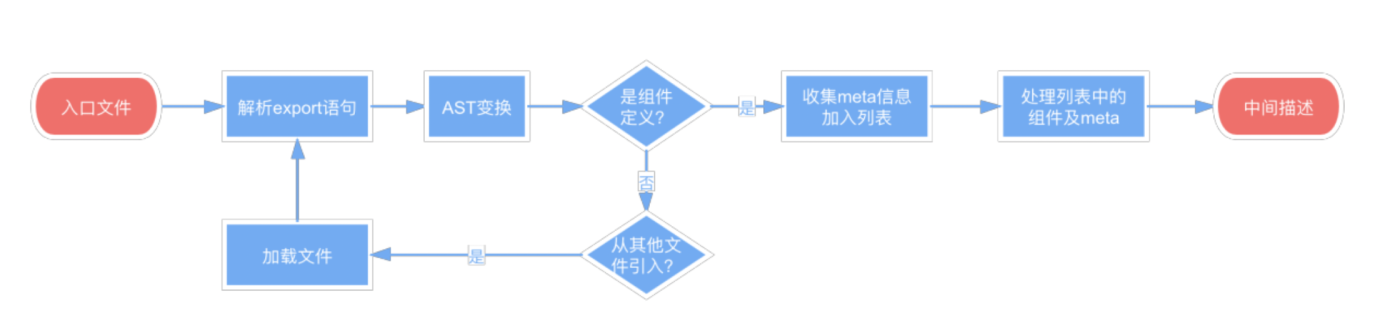 入口文件
解析export语句
AST变换
是组件
定义?
是
收集meta信息
加入列表
处理列表中的
组件及meta
中间描述
否
加载文件
是
从其他文
件引入?